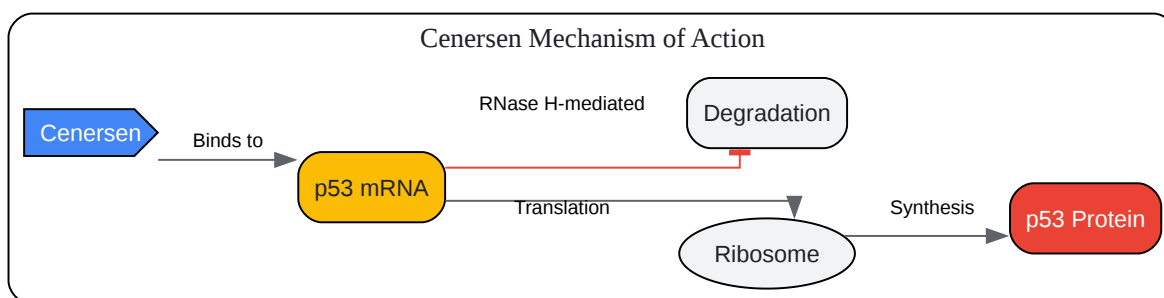 Cenersen Mechanism of Action
Cenersen
Binds to
p53 mRNA
RNase H-mediated
Degradation
Translation
Ribosome
Synthesis
p53 Protein